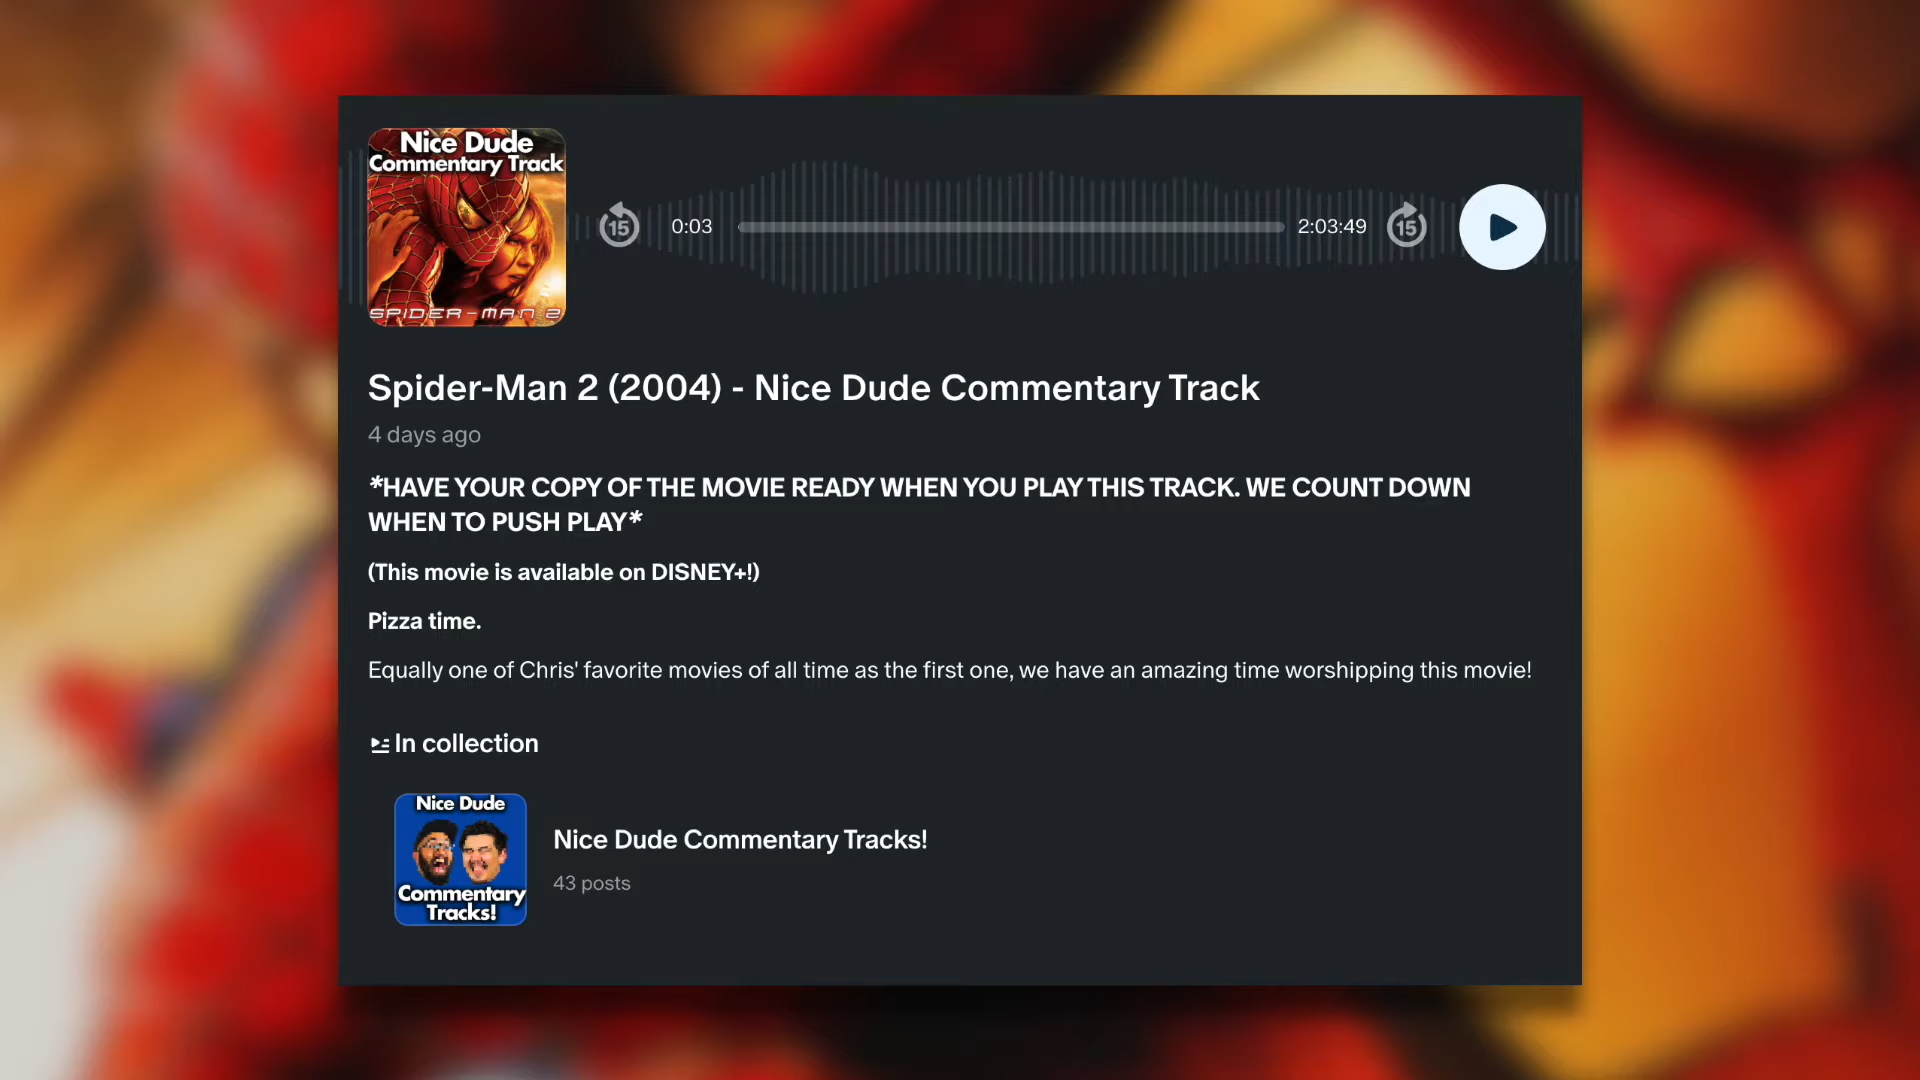 Nice Dude
Commentary Track
SPIDER-MAN 2
15
0:03
2:03:49
15
Spider-Man 2 (2004) - Nice Dude Commentary Track
4 days ago
*HAVE YOUR COPY OF THE MOVIE READY WHEN YOU PLAY THIS TRACK. WE COUNT DOWN
WHEN TO PUSH PLAY*
(This movie is available on DISNEY+!)
Pizza time.
Equally one of Chris' favorite movies of all time as the first one, we have an amazing time worshipping this movie!
In collection
Nice Dude
Commentary
Tracks!
Nice Dude Commentary Tracks!
43 posts